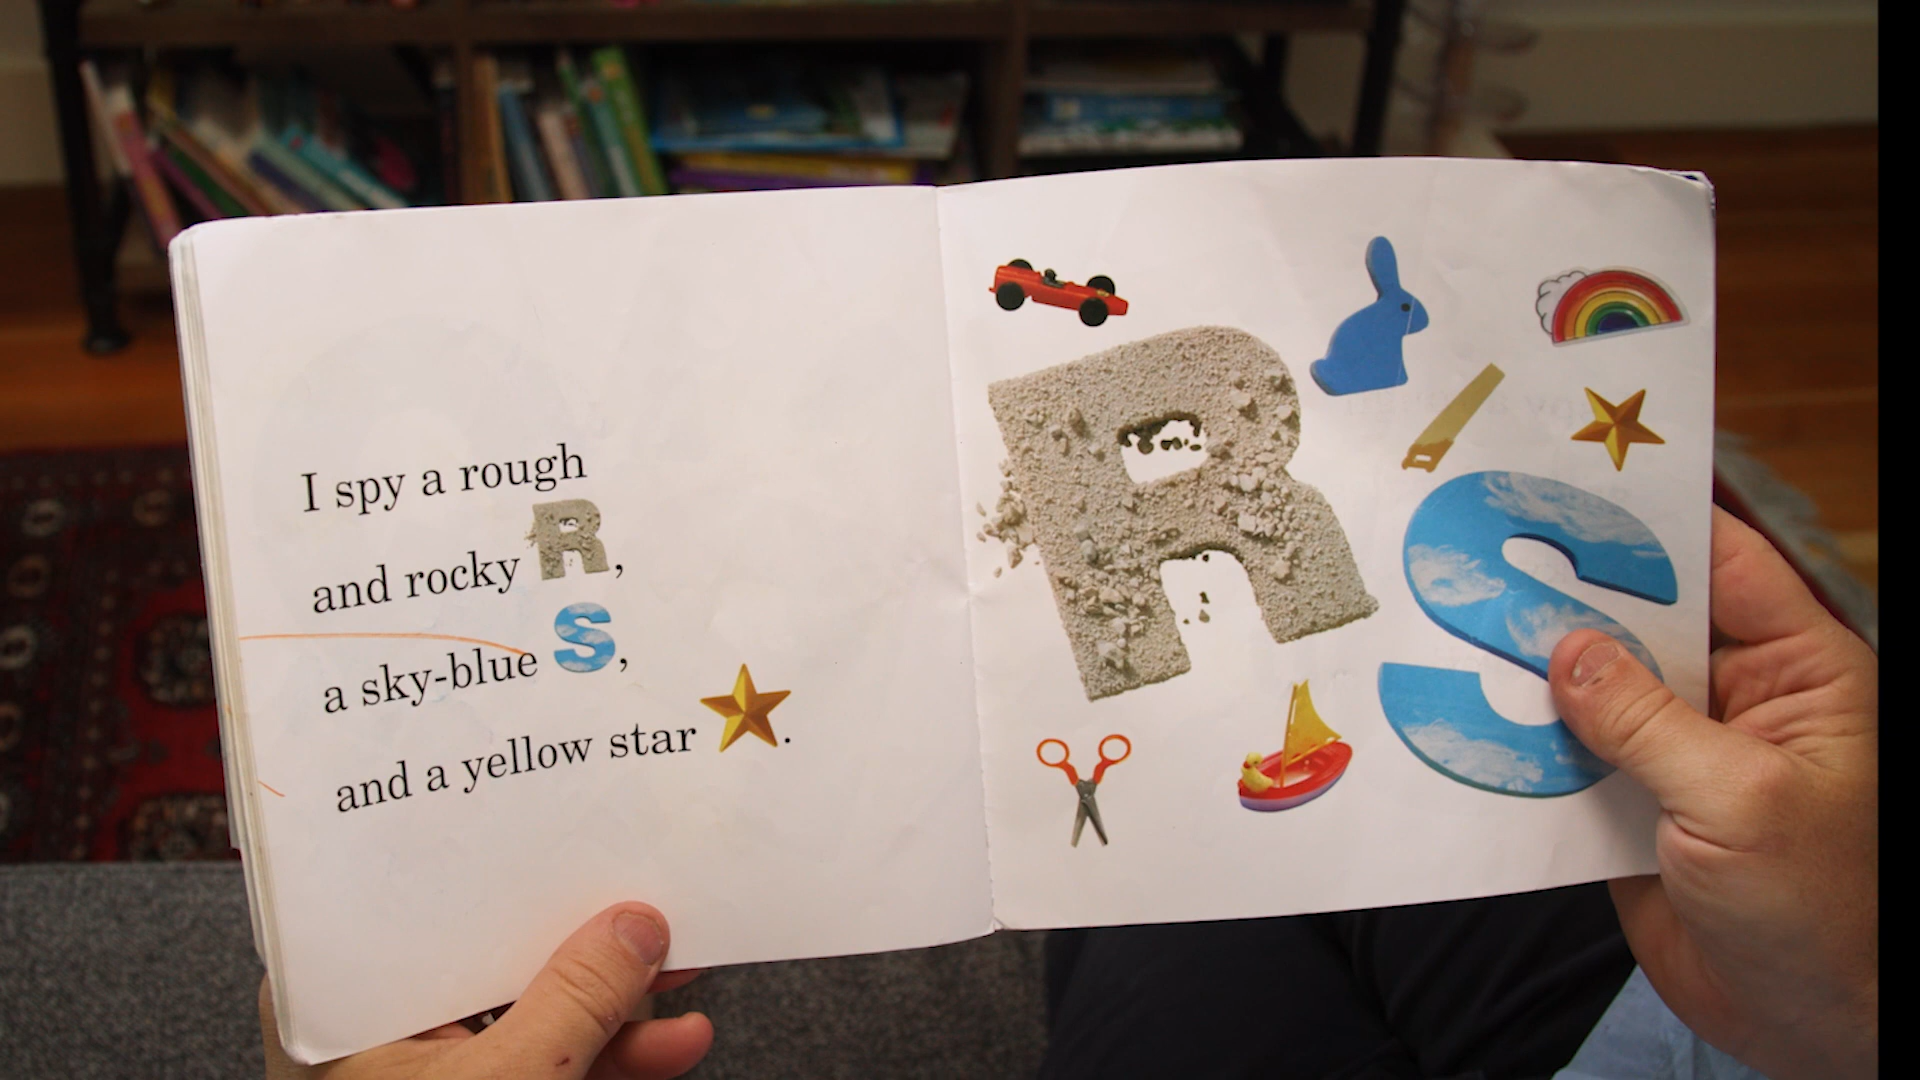 I spy a rough
and rocky R,
a sky-blue S,
and a yellow star .
R
S